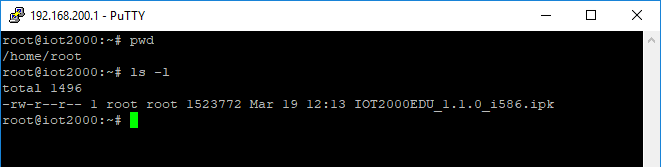 192.168.200.1 - PuTTY
root@iot2000:~# pwd
/home/root
root@iot2000:~# ls -l
total 1496
-rw-r--r-- 1 root root 1523772 Mar 19 12:13 IOT2000EDU_1.1.0_i586.ipk
root@iot2000:~#